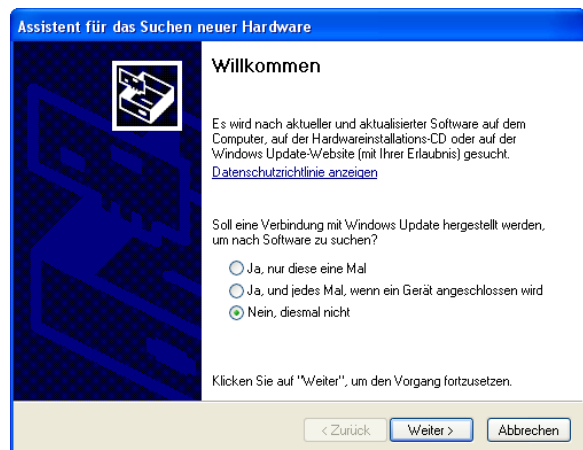 Assistent für das Suchen neuer Hardware
Willkommen
Es wird nach aktueller und aktualisierter Software auf dem
Computer, auf der Hardwareinstallations-CD oder auf der
Windows Update-Website (mit Ihrer Erlaubnis) gesucht.
Datenschutzrichtlinie anzeigen
Soll eine Verbindung mit Windows Update hergestellt werden,
um nach Software zu suchen?
Ja, nur diese eine Mal
Ja, und jedes Mal, wenn ein Gerät angeschlossen wird
Nein, diesmal nicht
Klicken Sie auf "Weiter", um den Vorgang fortzusetzen.
< Zurück Weiter > Abbrechen